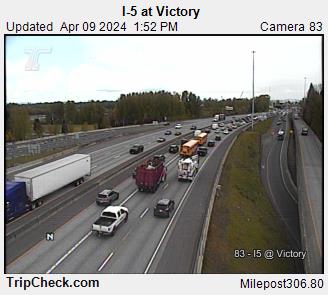 I-5 at Victory
Updated Apr 09 2024 1:52 PM Camera 83
N
83 - I5 @ Victory
TripCheck.com Milepost306.80